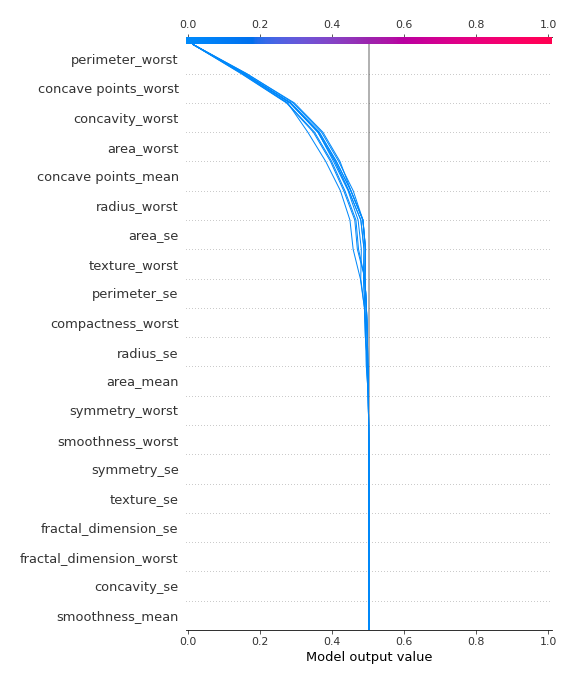 0.0 0.2 0.4 0.6 0.8 1.0
perimeter_worst
concave points_worst
concavity_worst
area_worst
concave points_mean
radius_worst
area_se
texture_worst
perimeter_se
compactness_worst
radius_se
area_mean
symmetry_worst
smoothness_worst
symmetry_se
texture_se
fractal_dimension_se
fractal_dimension_worst
concavity_se
smoothness_mean
0.0 0.2 0.4 0.6 0.8 1.0
Model output value